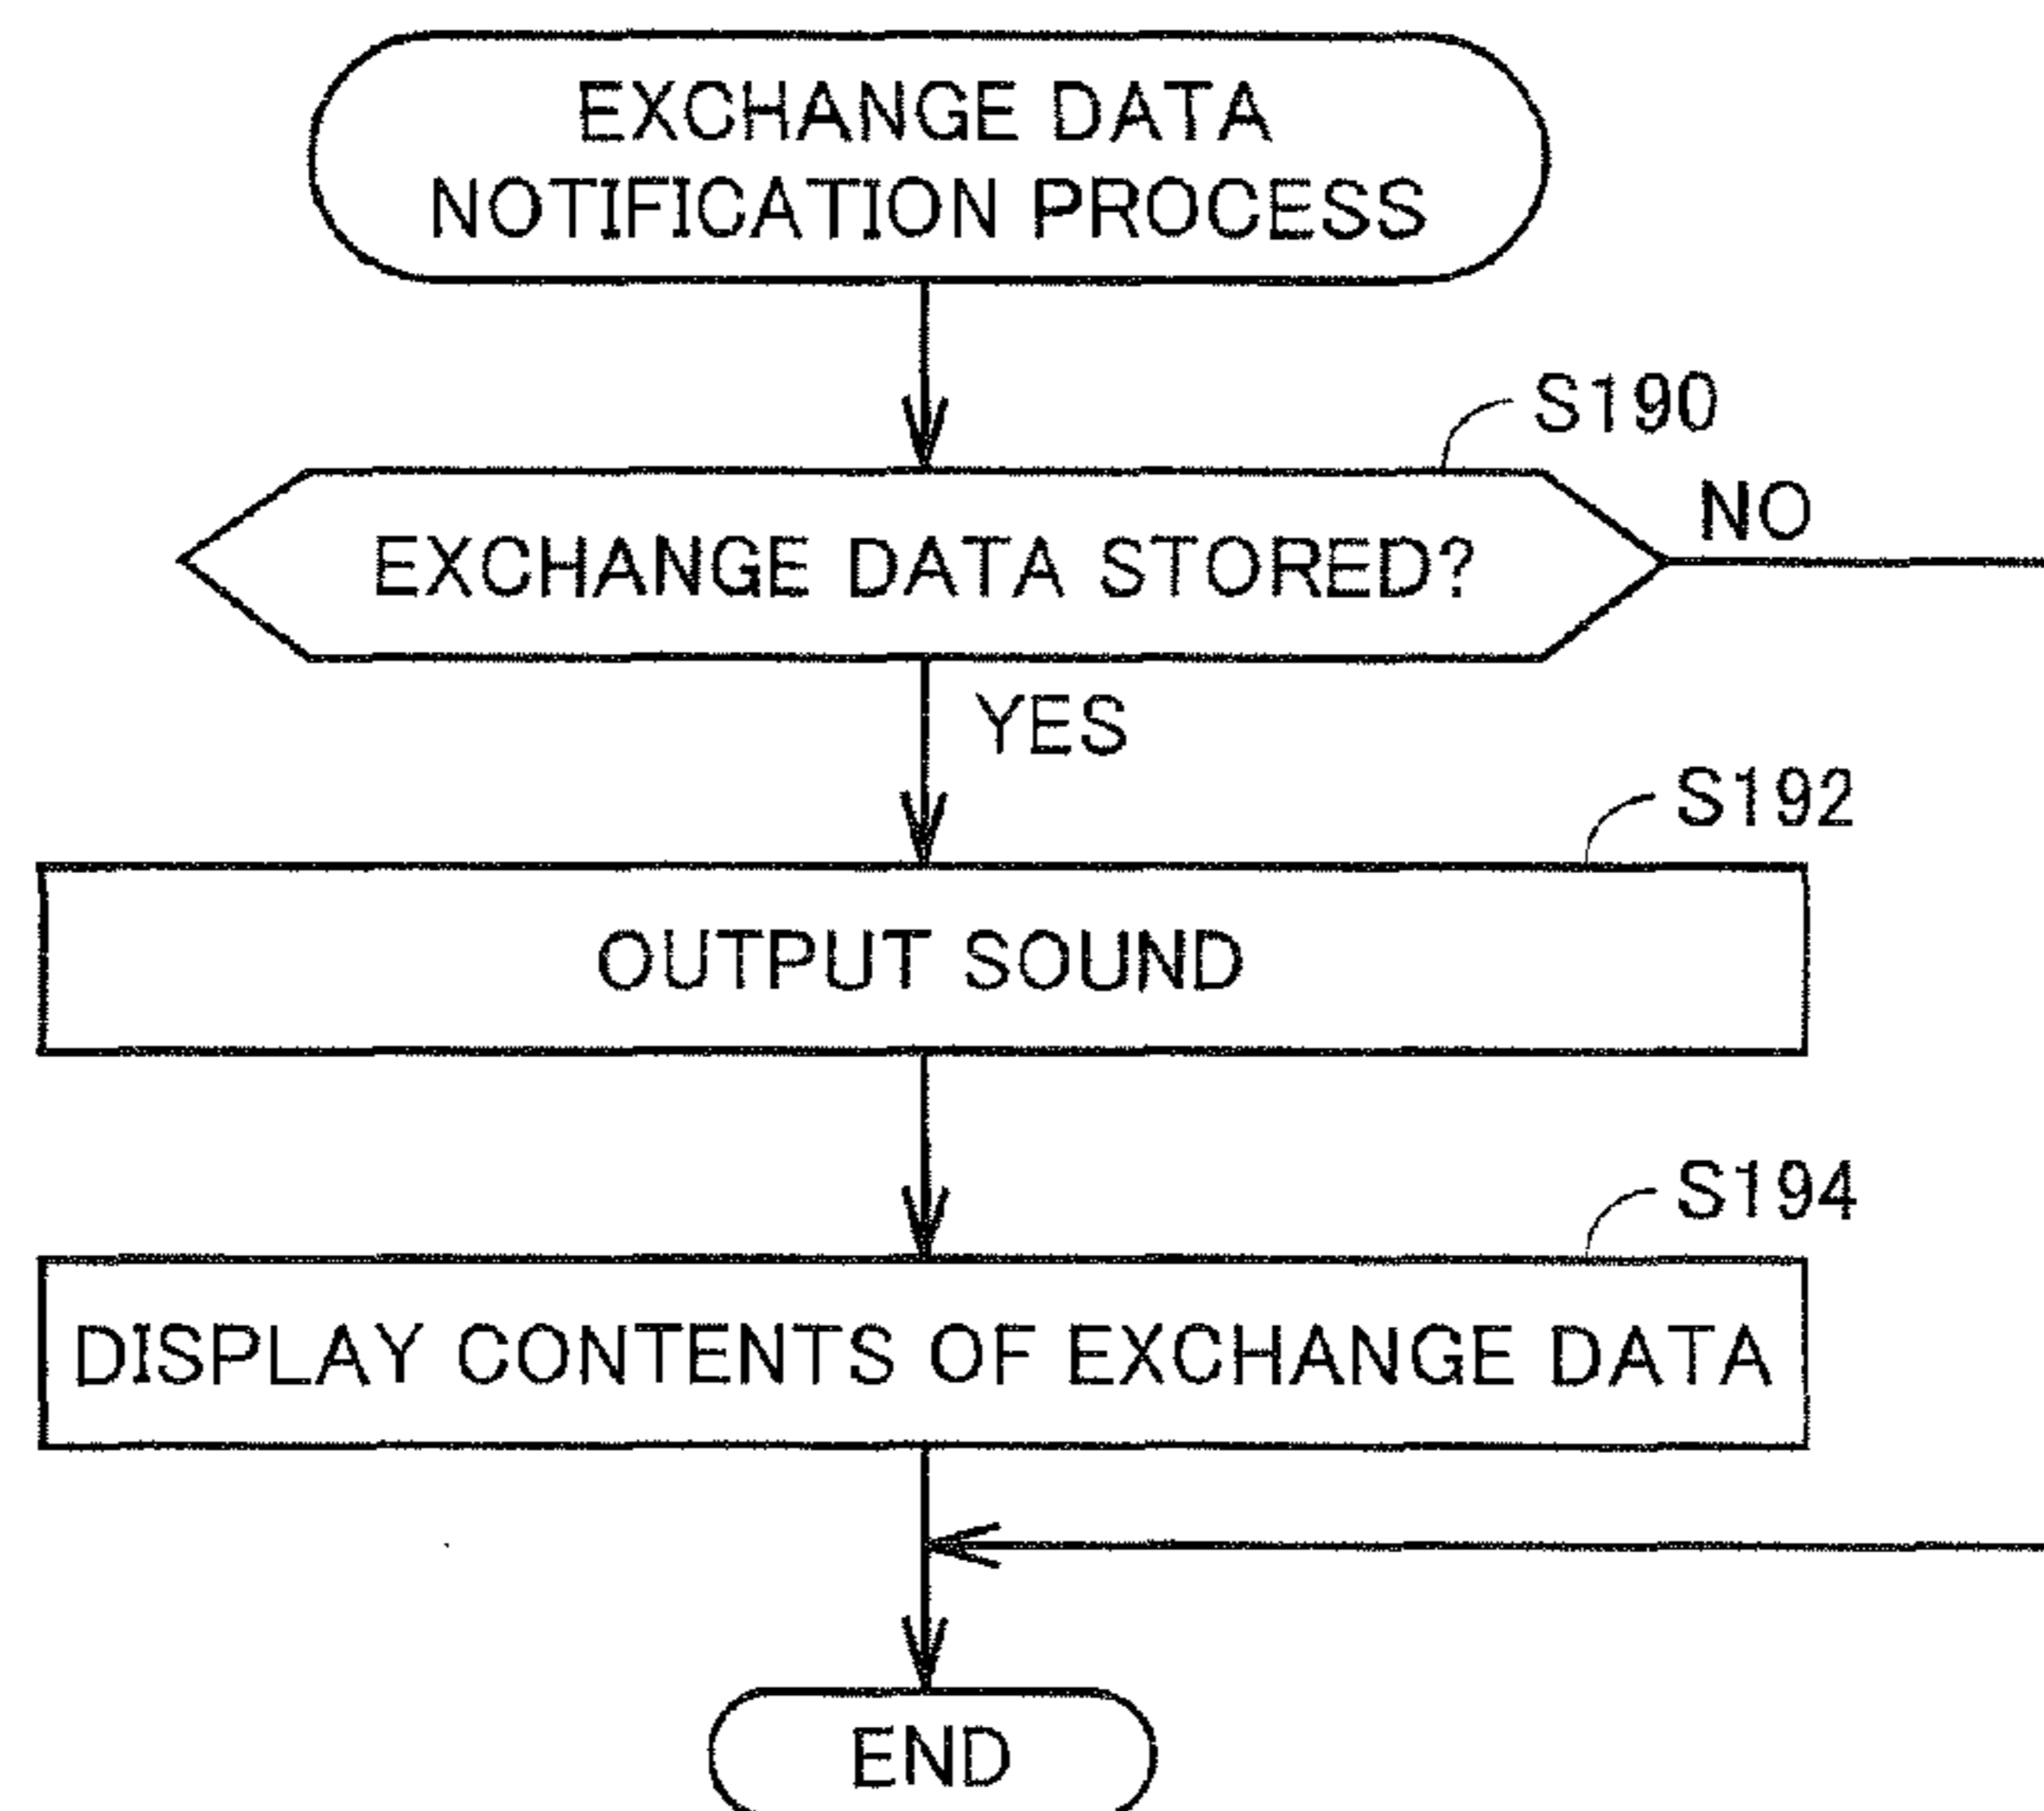 EXCHANGE DATA
NOTIFICATION PROCESS
S190
EXCHANGE DATA STORED?
NO
YES
S192
OUTPUT SOUND
S194
DISPLAY CONTENTS OF EXCHANGE DATA
END